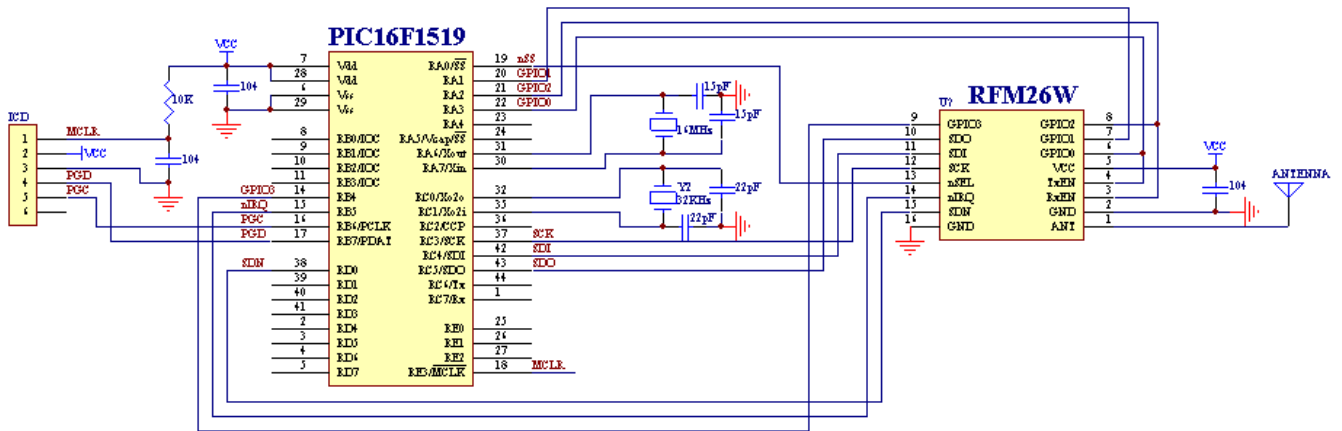 PIC16F1519
VCC
7 Vdd
28 Vdd
6 Vss
29 Vss
104
10K
ICD
1 MCLR
2 VCC
3
4 PGD
5 PGC
6
104
8 RB0/IOC
9 RB1/IOC
10 RB2/IOC
11 RB3/IOC
GPIO3 14 RB4
nIRQ 15 RB5
PGC 16 RB6/PCLK
PGD 17 RB7/PDAT
SDN 38 RD0
39 RD1
40 RD2
41 RD3
2 RD4
3 RD5
4 RD6
5 RD7
RA0/SS 19 nSS
RA1 20 GPIO1
RA2 21 GPIO2
RA3 22 GPIO0
RA4 23
RA5/Vcap/SS 24
RA6/Xout 31
RA7/Xin 30
RC0/Xo2o 32
RC1/Xo2i 35
RC2/CCP 36
RC3/SCK 37 SCK
RC4/SDI 42 SDI
RC5/SDO 43 SDO
RC6/Tx 44
RC7/Rx 1
RE0 25
RE1 26
RE2 27
RE3/MCLK 18 MCLR
15pF
15pF
16MHs
Y?
32KHs
22pF
22pF
U?
RFM26W
9 GPIO3
10 SDO
11 SDI
12 SCK
13 nSEL
14 nIRQ
15 SDN
16 GND
GPIO2 8
GPIO1 7
GPIO0 6
VCC 5
TxEN 4
RxEN 3
GND 2
ANT 1
VCC
104
ANTENNA